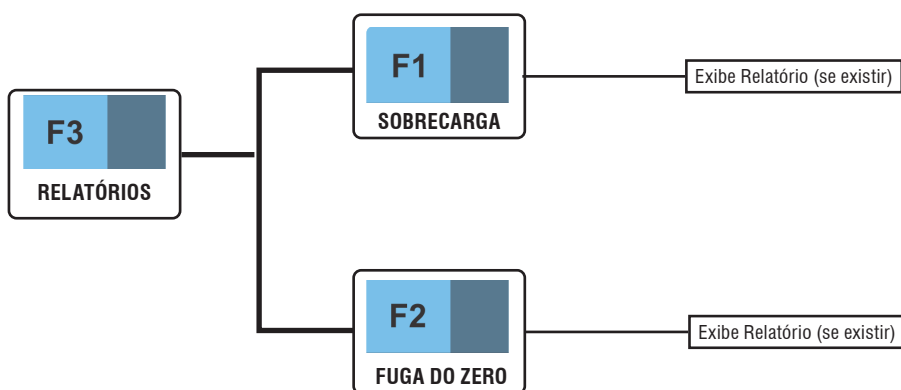 F1
SOBRECARGA
Exibe Relatório (se existir)
F3
RELATÓRIOS
F2
FUGA DO ZERO
Exibe Relatório (se existir)